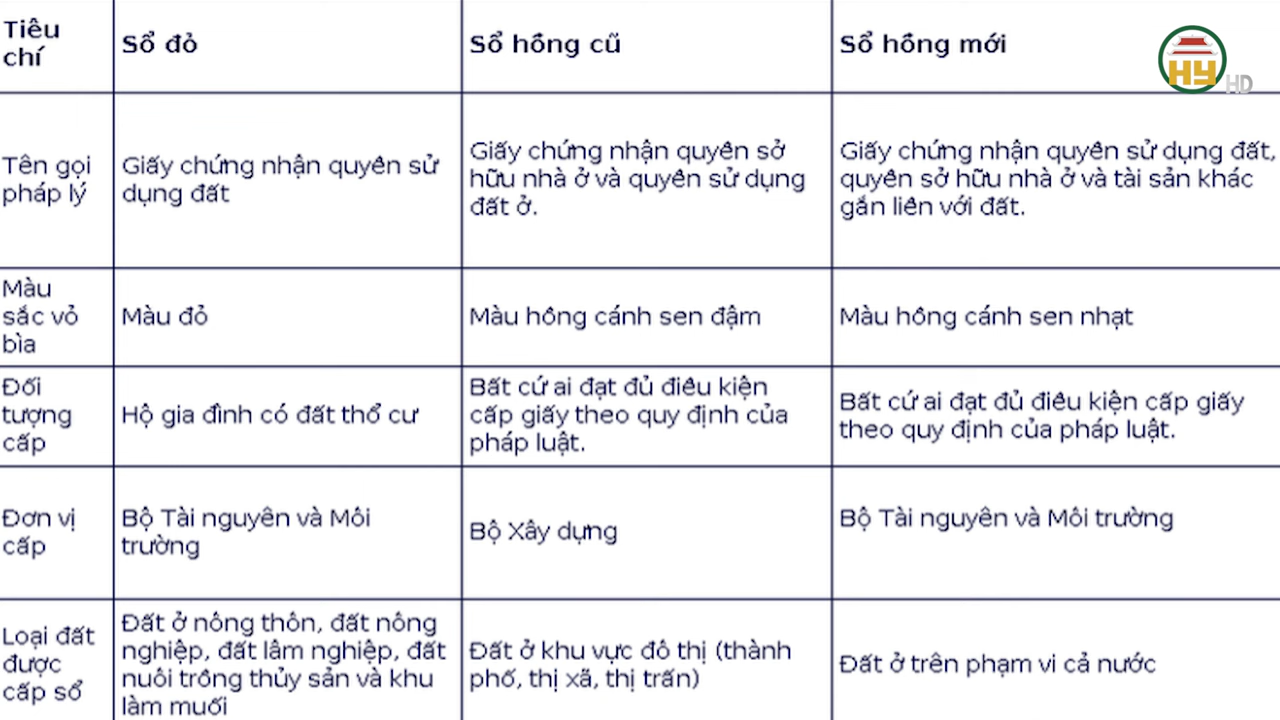 Tiêu
chí
Sổ đỏ
Sổ hồng cũ
Sổ hồng mới
HY
HD
Tên gọi
pháp lý
Giấy chứng nhận quyền sử
dụng đất
Giấy chứng nhận quyền sở
hữu nhà ở và quyền sử dụng
đất ở.
Giấy chứng nhận quyền sử dụng đất,
quyền sở hữu nhà ở và tài sản khác
gắn liền với đất.
Màu
sắc vỏ
bìa
Màu đỏ
Màu hồng cánh sen đậm
Màu hồng cánh sen nhạt
Đối
tượng
cấp
Hộ gia đình có đất thổ cư
Bất cứ ai đạt đủ điều kiện
cấp giấy theo quy định của
pháp luật.
Bất cứ ai đạt đủ điều kiện cấp giấy
theo quy định của pháp luật.
Đơn vị
cấp
Bộ Tài nguyên và Môi
trường
Bộ Xây dựng
Bộ Tài nguyên và Môi trường
Loại đất
được
cấp sổ
Đất ở nông thôn, đất nông
nghiệp, đất lâm nghiệp, đất
nuôi trồng thủy sản và khu
làm muối
Đất ở khu vực đô thị (thành
phố, thị xã, thị trấn)
Đất ở trên phạm vi cả nước